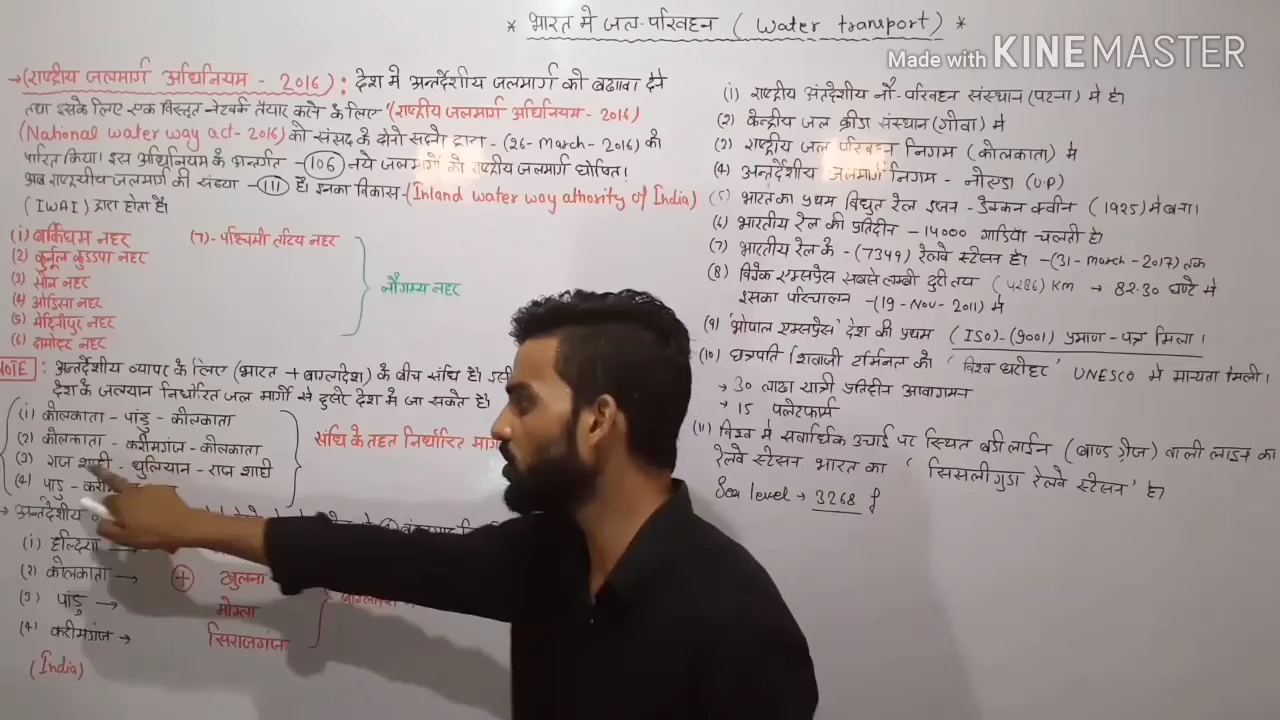 * भारत मे जल-परिवहन ( Water transport) *
Made with KINEMASTER
→(राष्ट्रीय जलमार्ग अधिनियम - 2016) : देश मे अन्तर्देशीय जलमार्ग को बढावा देने
तथा इसके लिए एक विस्तृत नेटवर्क तैयार करने के लिए "राष्ट्रीय जलमार्ग अधिनियम - 2016)
(National water way act-2016) को संसद के दोनो सदनो द्वारा -(26-March-2016) को
पारित किया। इस अधिनियम के अन्तर्गत -(106) नये जलमार्गो को राष्ट्रीय जलमार्ग घोषित!
अब राष्ट्रीय जलमार्ग की संख्या -(111) है। इनका विकास-(Inland water way athority of India)
(IWAI) द्वारा होता है।
(1) बकिंघम नहर
(2) कुर्नूल कुडप्पा नहर
(3) सोन नहर
(4) ओडिसा नहर
(5) मेदिनीपुर नहर
(6) दामोदर नहर
(7)- पश्चिमी तटिय नहर
नौगम्य नहर
NOTE : अन्तर्देशीय व्यापर के लिए (भारत + बाग्लादेश) के बीच संधि है। इसी
देश के जलयान निर्धारित जल मार्गो से दुसरे देश मे जा सकते है।
(1) कोलकाता - पांडु - कोलकाता
(2) कोलकाता - करीमगंज - कोलकाता
(3) राज शाही - धुलियान - राज शाही
(4) पांडु -
संधि के तहत निर्धारित मार्ग
→ अन्तर्देशीय
(1) हल्दिया →
(2) कोलकाता →
(3) पांडु →
(4) करीमगंज →
(India)
+
खुलना
मोंग्ला
सिराजगंज
(1) राष्ट्रीय अंतर्देशीय नौ-परिवहन संस्थान (पटना) मे है।
(2) केन्द्रीय जल क्रीडा संस्थान (गोवा) मे
(3) राष्ट्रीय जल परिवहन निगम (कोलकाता) मे
(4) अन्तर्देशीय जलमार्ग निगम - नोएडा (U.P)
(5) भारत का प्रथम विद्युत रेल इंजन - डेक्कन क्वीन (1925) मे बना।
(6) भारतीय रेल की प्रतिदिन - 14000 गाडिया चलती है।
(7) भारतीय रेल के - (7349) रेलवे स्टेसन है। -(31-March-2017) तक
(8) विवेक एक्सप्रेस सबसे लम्बी दुरी तय (4286) Km → 82.30 घण्टे मे
इसका परिचालन -(19-Nov-2011) मे
(9) 'भोपाल एक्सप्रेस' देश की प्रथम (ISO)-(9001) प्रमाण-पत्र मिला।
(10) छत्रपति शिवाजी टर्मिनल को 'विश्व धरोहर' UNESCO मे मान्यता मिली।
→ 30 लाख यात्री प्रतिदिन आवागमन
→ 15 प्लेटफार्म
(11) विश्व मे सर्वाधिक उचाई पर स्थित बडी लाईन (ब्राण्ड गेज) वाली लाइन का
रेलवे स्टेसन भारत का 'सिसलीगुडा रेलवे स्टेसन' है।
Sea level → 3268 f